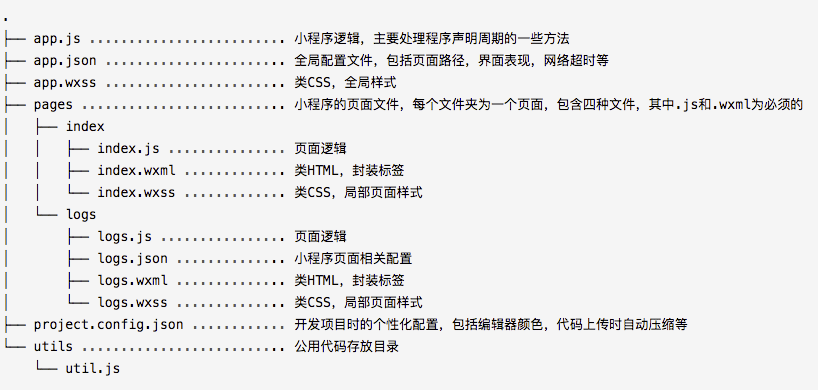 .
├── app.js ......................... 小程序逻辑，主要处理程序声明周期的一些方法
├── app.json ....................... 全局配置文件，包括页面路径，界面表现，网络超时等
├── app.wxss ....................... 类CSS，全局样式
├── pages .......................... 小程序的页面文件，每个文件夹为一个页面，包含四种文件，其中.js和.wxml为必须的
│   ├── index
│   │   ├── index.js ............... 页面逻辑
│   │   ├── index.wxml ............. 类HTML，封装标签
│   │   └── index.wxss ............. 类CSS，局部页面样式
│   └── logs
│       ├── logs.js ................ 页面逻辑
│       ├── logs.json .............. 小程序页面相关配置
│       ├── logs.wxml .............. 类HTML，封装标签
│       └── logs.wxss .............. 类CSS，局部页面样式
├── project.config.json ............ 开发项目时的个性化配置，包括编辑器颜色，代码上传时自动压缩等
└── utils .......................... 公用代码存放目录
    └── util.js